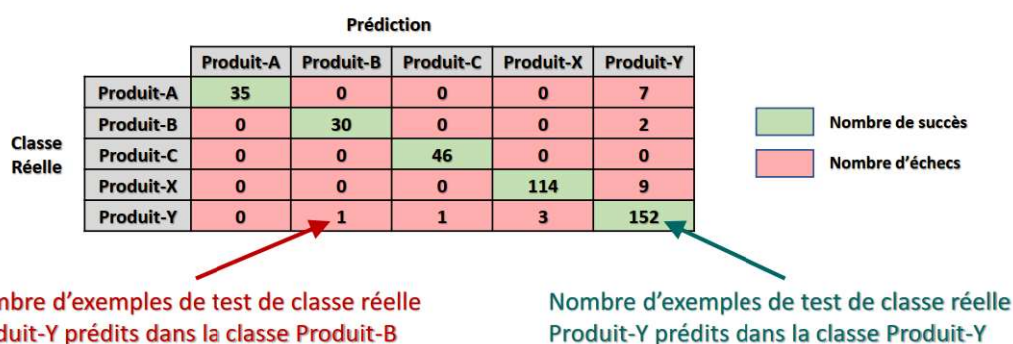 Prédiction
Produit-A Produit-B Produit-C Produit-X Produit-Y
Produit-A 35 0 0 0 7
Produit-B 0 30 0 0 2
Classe
Réelle
Produit-C 0 0 46 0 0
Produit-X 0 0 0 114 9
Produit-Y 0 1 1 3 152
Nombre de succès
Nombre d'échecs
mbre d'exemples de test de classe réelle
duit-Y prédits dans la classe Produit-B
Nombre d'exemples de test de classe réelle
Produit-Y prédits dans la classe Produit-Y